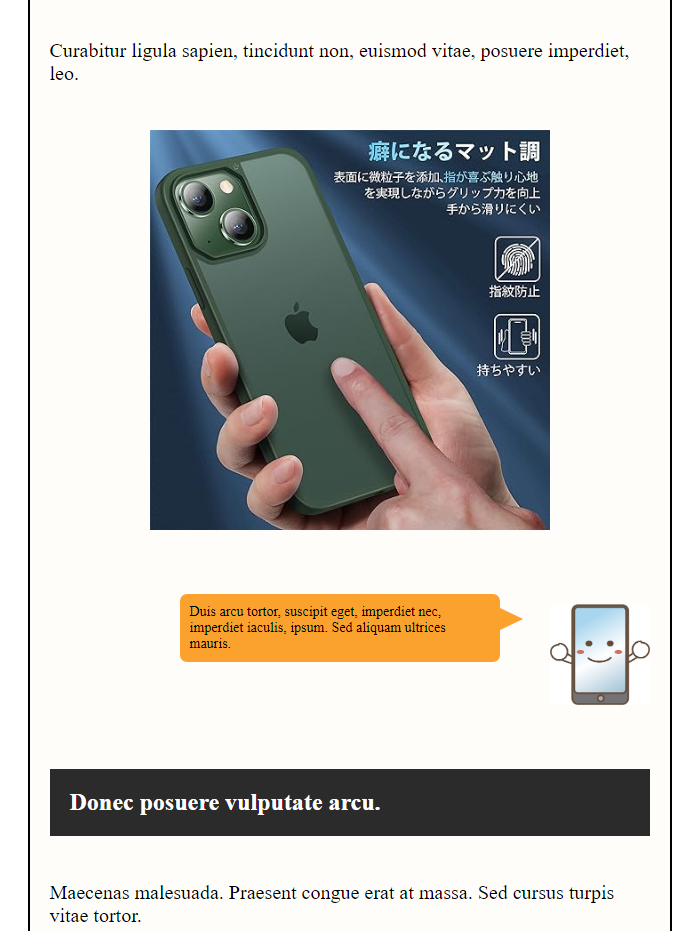 Curabitur ligula sapien, tincidunt non, euismod vitae, posuere imperdiet,
leo.
癖になるマット調
表面に微粒子を添加、指が喜ぶ触り心地
を実現しながらグリップ力を向上
手から滑りにくい
指紋防止
持ちやすい
Duis arcu tortor, suscipit eget, imperdiet nec,
imperdiet iaculis, ipsum. Sed aliquam ultrices
mauris.
Donec posuere vulputate arcu.
Maecenas malesuada. Praesent congue erat at massa. Sed cursus turpis
vitae tortor.